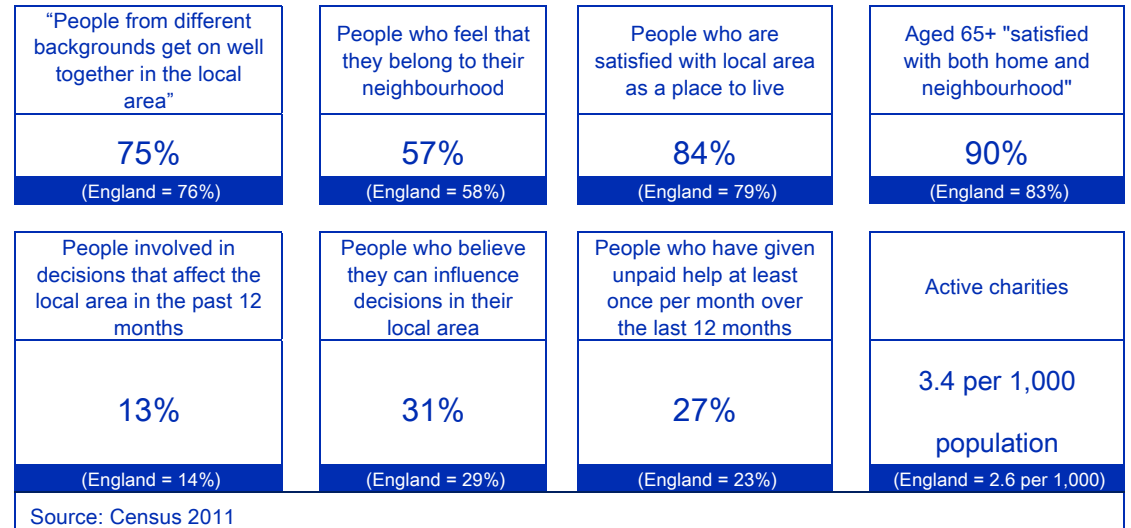 “People from different
backgrounds get on well
together in the local
area”
75%
(England = 76%)
People who feel that
they belong to their
neighbourhood
57%
(England = 58%)
People who are
satisfied with local area
as a place to live
84%
(England = 79%)
Aged 65+ "satisfied
with both home and
neighbourhood"
90%
(England = 83%)
People involved in
decisions that affect the
local area in the past 12
months
13%
(England = 14%)
People who believe
they can influence
decisions in their
local area
31%
(England = 29%)
People who have given
unpaid help at least
once per month over
the last 12 months
27%
(England = 23%)
Active charities
3.4 per 1,000
population
(England = 2.6 per 1,000)
Source: Census 2011